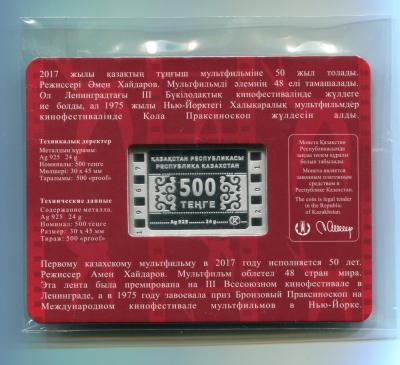 2017 жылы қазақтың тұңғыш мультфильміне 50 жыл толады.
Режиссері Әмен Хайдаров. Мультфильмді әлемнің 48 елі тамашалады.
Ол Ленинградтағы III Бүкілодақтық кинофестивálде жүлдеге
ие болды, ал 1975 жылы Нью-Йорктегі Халықаралық мультфильмдер
кинофестивалінде Қола Праксиноскоп жүлдесін алды.
Техникалық деректер
Металдың құрамы:
Ag 925 24 g
Номиналы: 500 теңге
Мөлшері: 30 x 45 мм
Таралымы: 500 «proof»
Технические данные
Содержание металла:
Ag 925 24 g
Номинал: 500 тенге
Размер: 30 x 45 мм
Тираж: 500 «proof»
ҚАЗАҚСТАН РЕСПУБЛИКАСЫ
РЕСПУБЛИКА КАЗАХСТАН
500
ТЕҢГЕ
Ag 925 24 g
Монета Қазақстан
Республикасында
заңды төлем құралы
болып табылады.
Монета является
законным платежным
средством в
Республике Казахстан.
The coin is legal tender
in the Republic
of Kazakhstan.
Первому казахскому мультфильму в 2017 году исполняется 50 лет.
Режиссер Амен Хайдаров. Мультфильм облетел 48 стран мира.
Эта лента была премирована на III Всесоюзном кинофестивале в
Ленинграде, а в 1975 году завоевала приз Бронзовый Праксиноскоп на
Международном кинофестивале мультфильмов в Нью-Йорке.